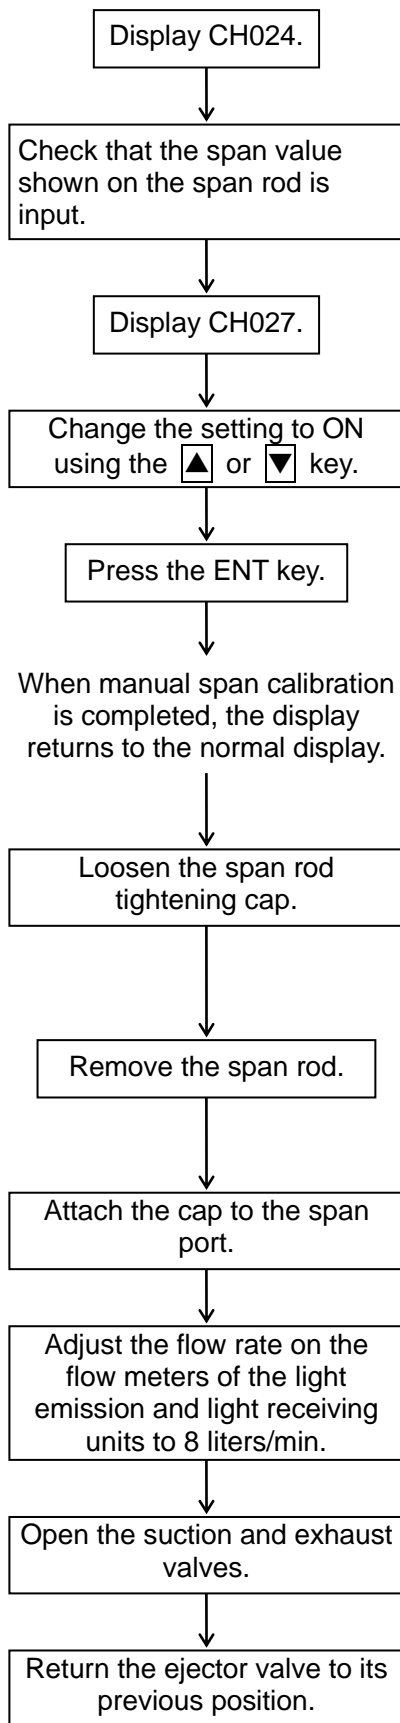 Display CH024.
Check that the span value
shown on the span rod is
input.
Display CH027.
Change the setting to ON
using the ▲ or ▼ key.
Press the ENT key.
When manual span calibration
is completed, the display
returns to the normal display.
Loosen the span rod
tightening cap.
Remove the span rod.
Attach the cap to the span
port.
Adjust the flow rate on the
flow meters of the light
emission and light receiving
units to 8 liters/min.
Open the suction and exhaust
valves.
Return the ejector valve to its
previous position.